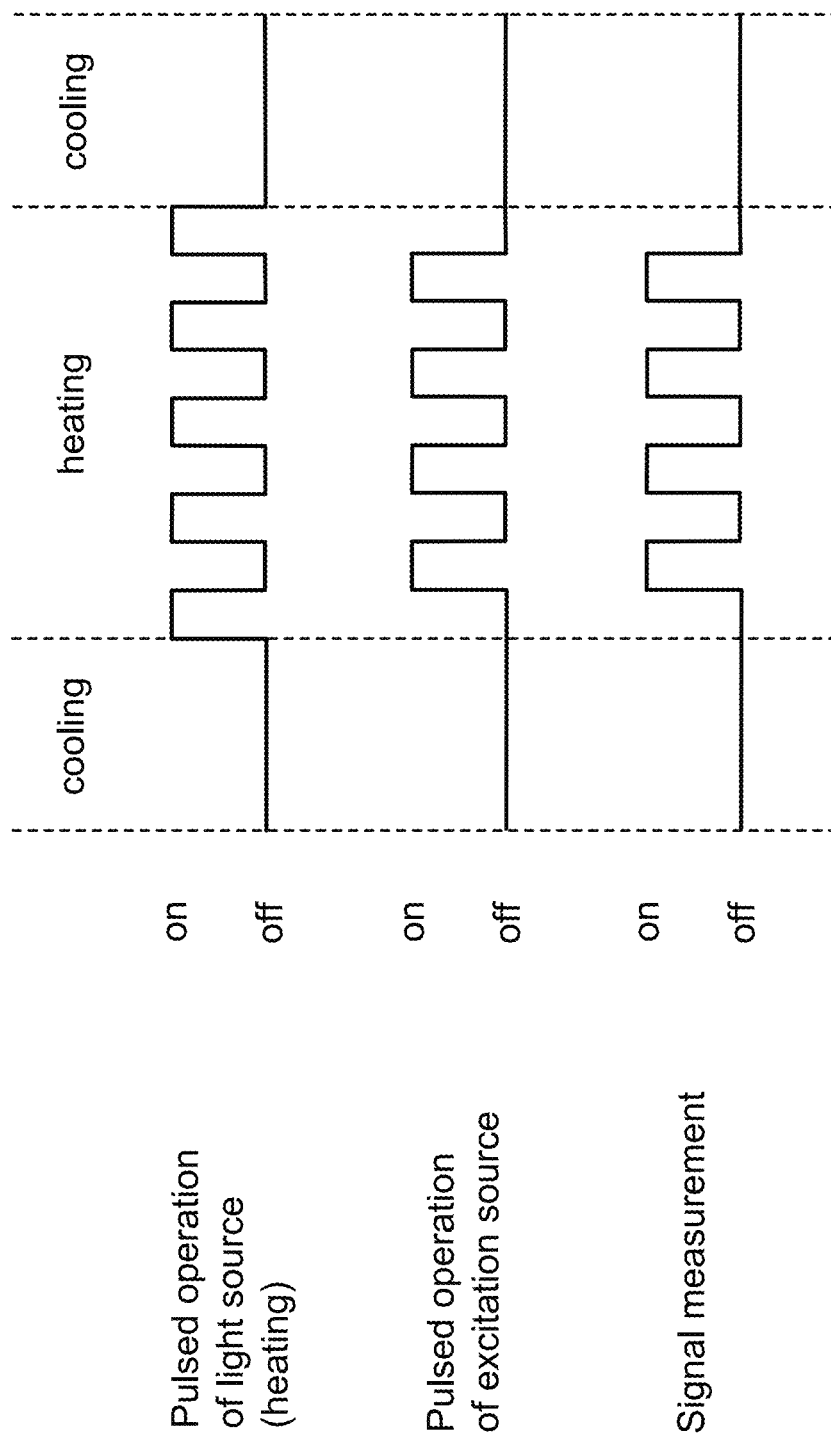 cooling
heating
cooling
Pulsed operation
of light source
(heating)
on
off
Pulsed operation
of excitation source
on
off
Signal measurement
on
off